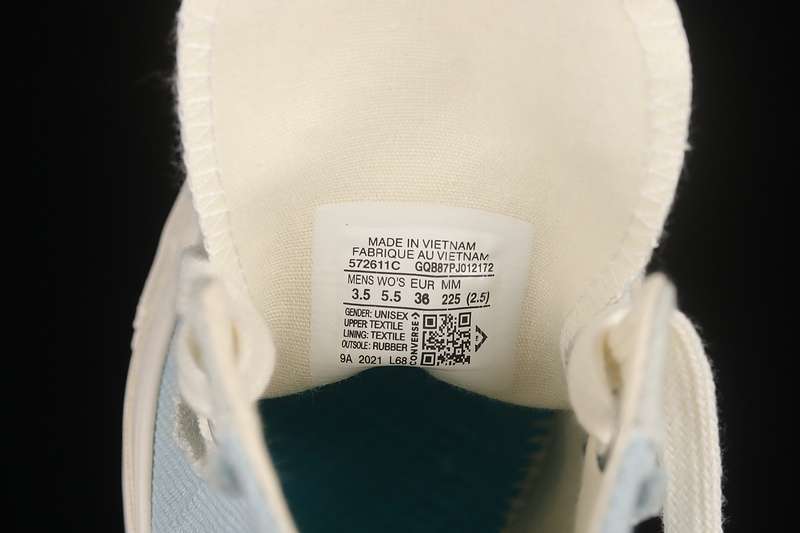 MADE IN VIETNAM
FABRIQUE AU VIETNAM
572611C GQB87PJ012172
MENS WO'S EUR MM
3.5 5.5 36 225 (2.5)
GENDER: UNISEX
UPPER TEXTILE
LINING: TEXTILE
OUTSOLE: RUBBER
9A 2021 L68
CONVERSE